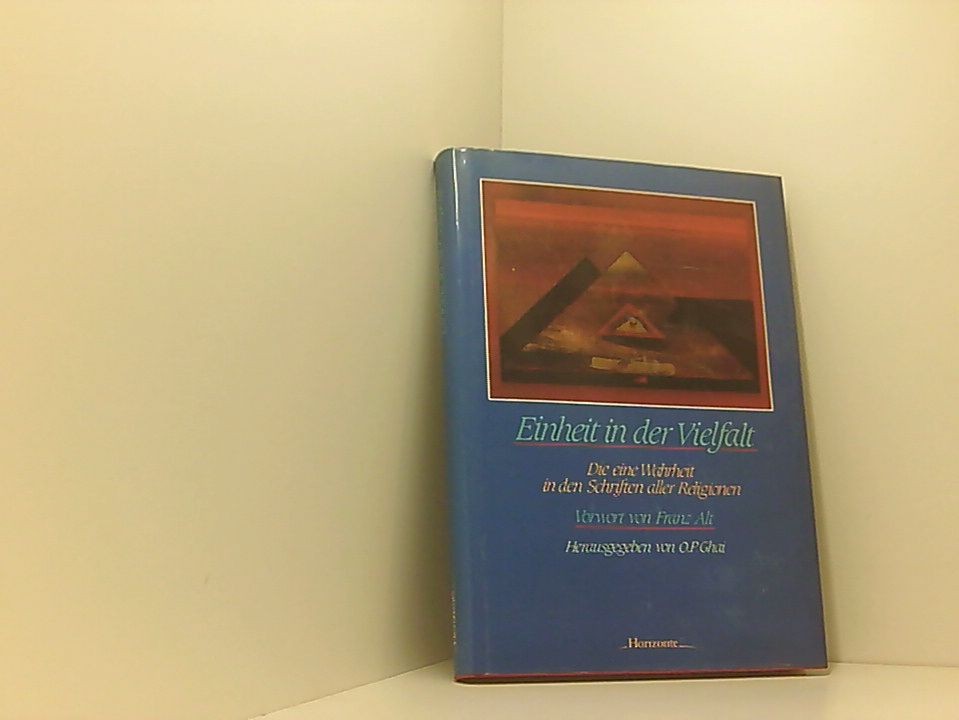 Einheit in der Vielfalt
Die eine Wahrheit
in den Schriften aller Religionen
Vorwort von Franz Alt
Herausgegeben von O.P. Ghai
Horizonte